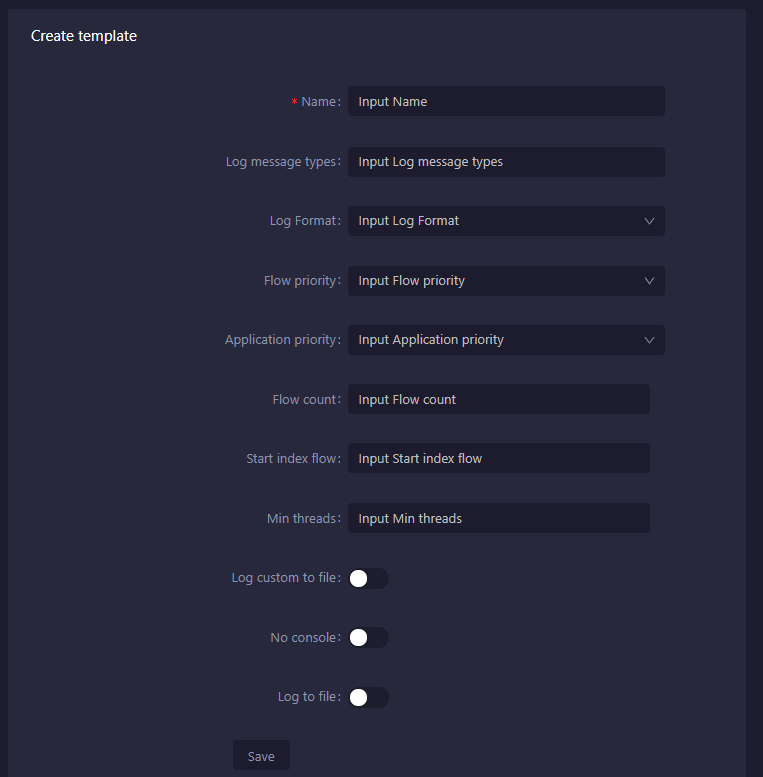 Create template
* Name: Input Name
Log message types: Input Log message types
Log Format: Input Log Format
Flow priority: Input Flow priority
Application priority: Input Application priority
Flow count: Input Flow count
Start index flow: Input Start index flow
Min threads: Input Min threads
Log custom to file:
No console:
Log to file:
Save